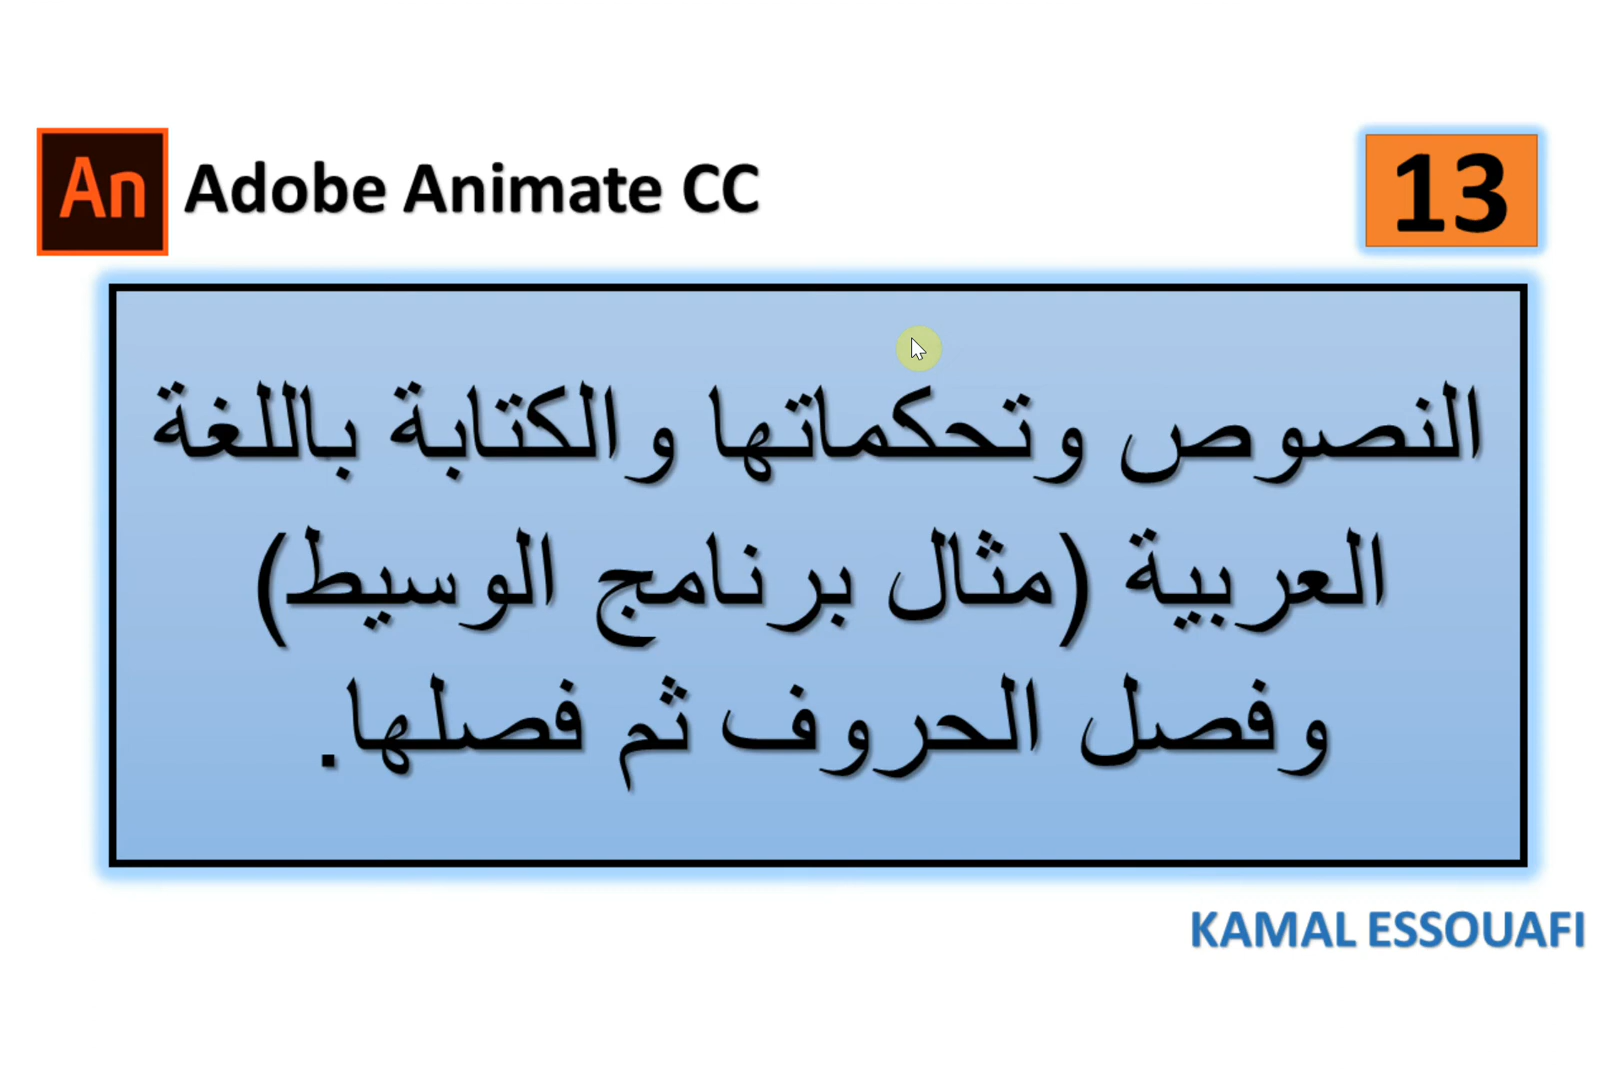 An Adobe Animate CC
13
النصوص وتحكماتها والكتابة باللغة
العربية (مثال برنامج الوسيط)
وفصل الحروف ثم فصلها.
KAMAL ESSOUAFI